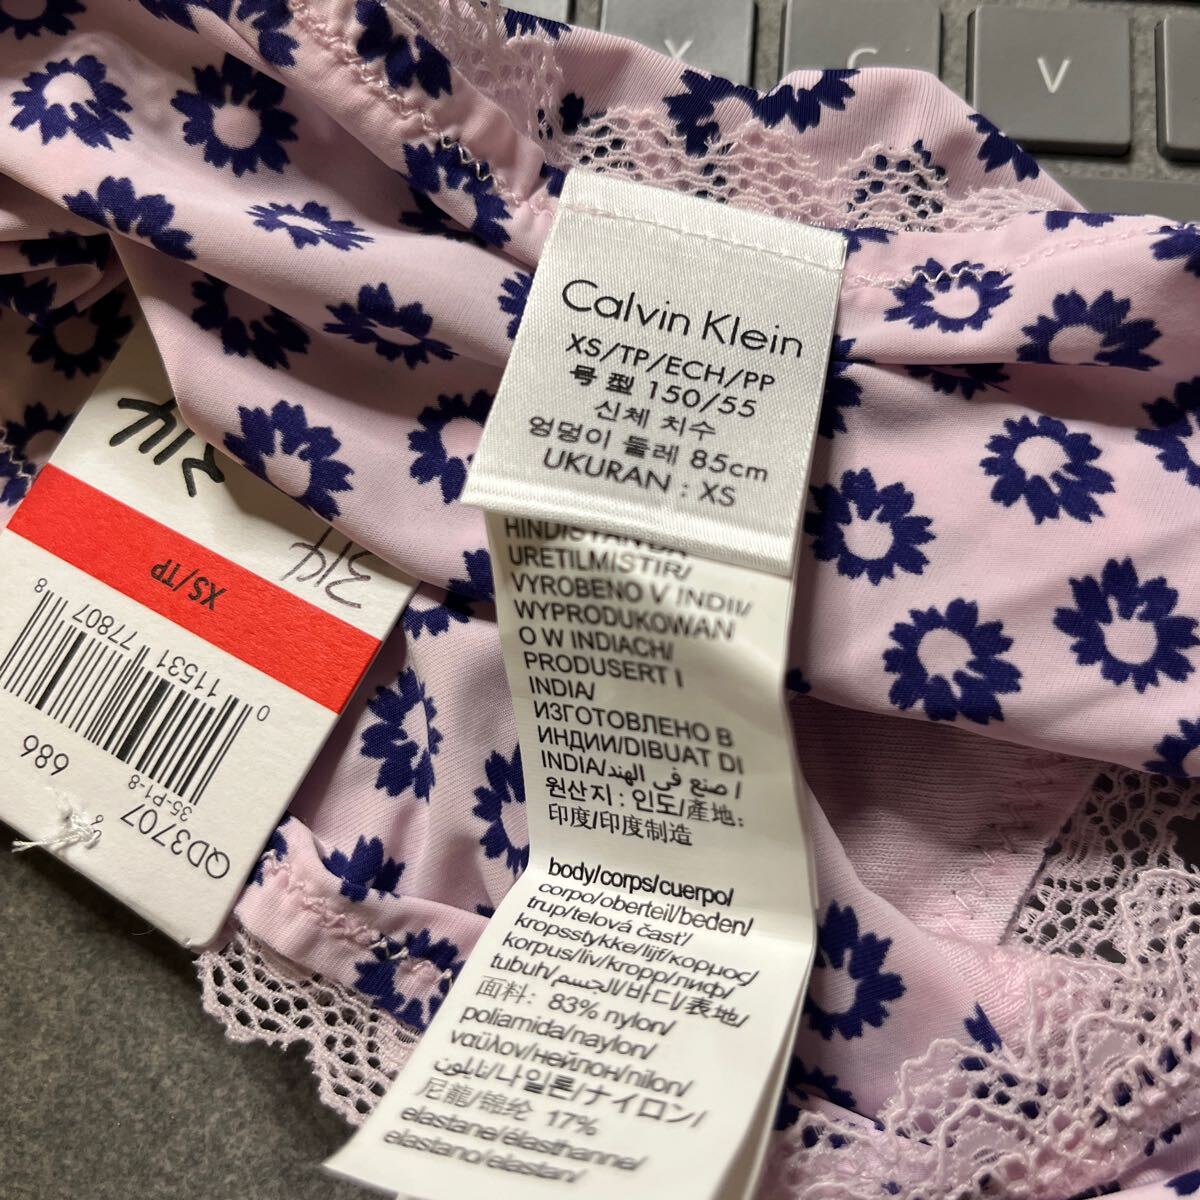 X
C
V
Calvin Klein
XS/TP/ECH/PP
号型 150/55
신체 치수
엉덩이 둘레 85cm
UKURAN : XS
URETILMISTIR/
VYROBENO V INDII/
WYPRODUKOWAN
O W INDIACH/
PRODUSERT I
INDIA/
ИЗГОТОВЛЕНО В
ИНДИИ/DIBUAT DI
INDIA/صنع في الهند ا
원산지 : 인도/產地:
印度/印度制造
body/corps/cuerpo/
corpo/oberteil/beden/
trup/telová časť/
kropsstykke/lijf/κορμος/
korpus/liv/kropp/лиф/
tubuh/الجسم/바디/表地/
面料: 83% nylon/
poliamida/naylon/
ναϋλον/нейлон/nilon/
نايلون/나일론/ナイロン/
尼龍/锦纶 17%
elastane/élasthanne/
elastano/elastan/
314
XS/TP
0 11531 77807 8
686
35-P1-8
QD3707